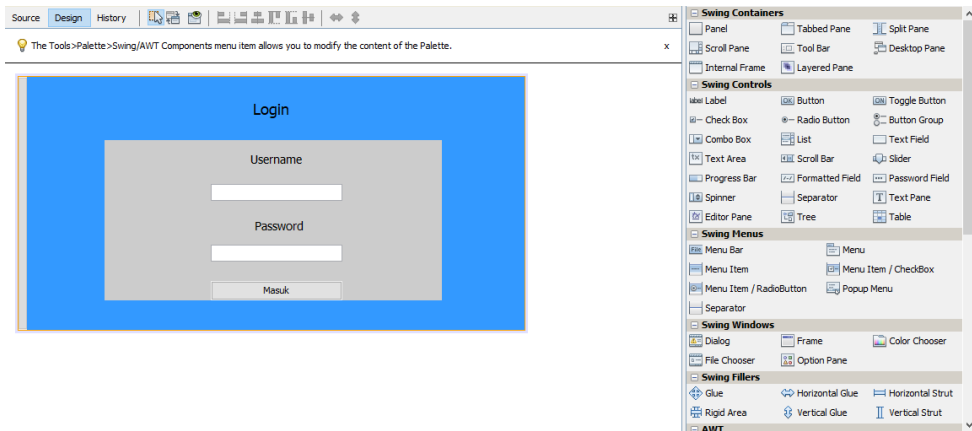 Source Design History
The Tools>Palette>Swing/AWT Components menu item allows you to modify the content of the Palette. x
Login
Username
Password
Masuk
Swing Containers
Panel Tabbed Pane Split Pane
Scroll Pane Tool Bar Desktop Pane
Internal Frame Layered Pane
Swing Controls
label Label OK Button ON Toggle Button
Check Box Radio Button Button Group
Combo Box List Text Field
Text Area Scroll Bar Slider
Progress Bar Formatted Field Password Field
Spinner Separator T Text Pane
Editor Pane Tree Table
Swing Menus
File Menu Bar Menu
Menu Item Menu Item / CheckBox
Menu Item / RadioButton Popup Menu
Separator
Swing Windows
Dialog Frame Color Chooser
File Chooser Option Pane
Swing Fillers
Glue Horizontal Glue Horizontal Strut
Rigid Area Vertical Glue Vertical Strut
AWT